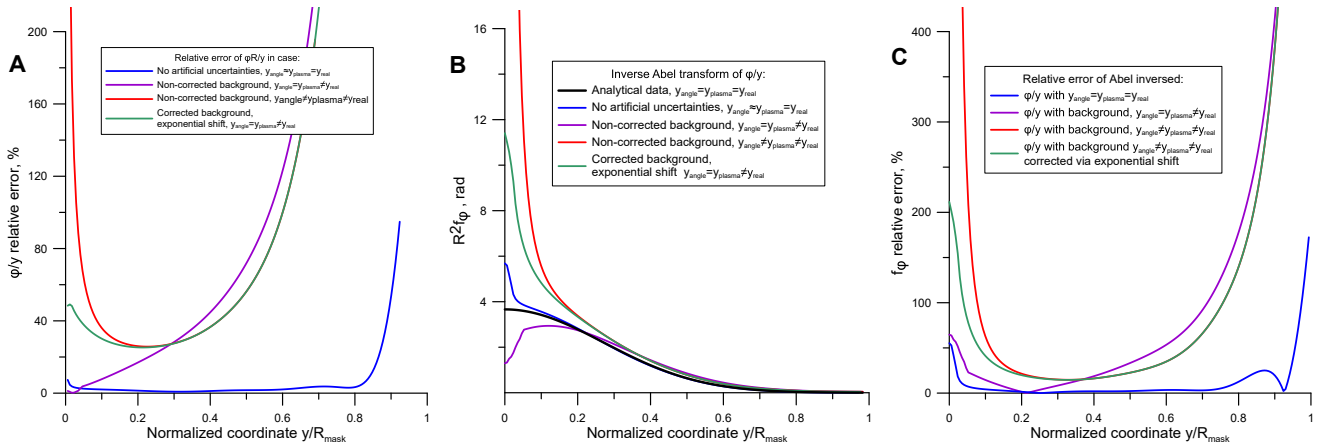 A
φ/y relative error, %
200
160
120
80
40
0
Relative error of φR/y in case:
No artificial uncertainties, yangle≈yplasma=yreal
Non-corrected background, yangle=yplasma≠yreal
Non-corrected background, yangle≠yplasma≠yreal
Corrected background,
exponential shift, yangle=yplasma≠yreal
0 0.2 0.4 0.6 0.8 1
Normalized coordinate y/Rmask
B
R²fφ , rad
16
12
8
4
Inverse Abel transform of φ/y:
Analytical data, yangle=yplasma=yreal
No artificial uncertainties, yangle≈yplasma=yreal
Non-corrected background, yangle=yplasma≠yreal
Non-corrected background, yangle≠yplasma≠yreal
Corrected background,
exponential shift yangle=yplasma≠yreal
0 0.2 0.4 0.6 0.8 1
Normalized coordinate y/Rmask
C
fφ relative error, %
400
300
200
100
0
Relative error of Abel inversed:
φ/y with yangle=yplasma=yreal
φ/y with background, yangle=yplasma≠yreal
φ/y with background, yangle≠yplasma≠yreal
φ/y with background yangle≠yplasma≠yreal
corrected via exponential shift
0 0.2 0.4 0.6 0.8 1
Normalized coordinate y/Rmask